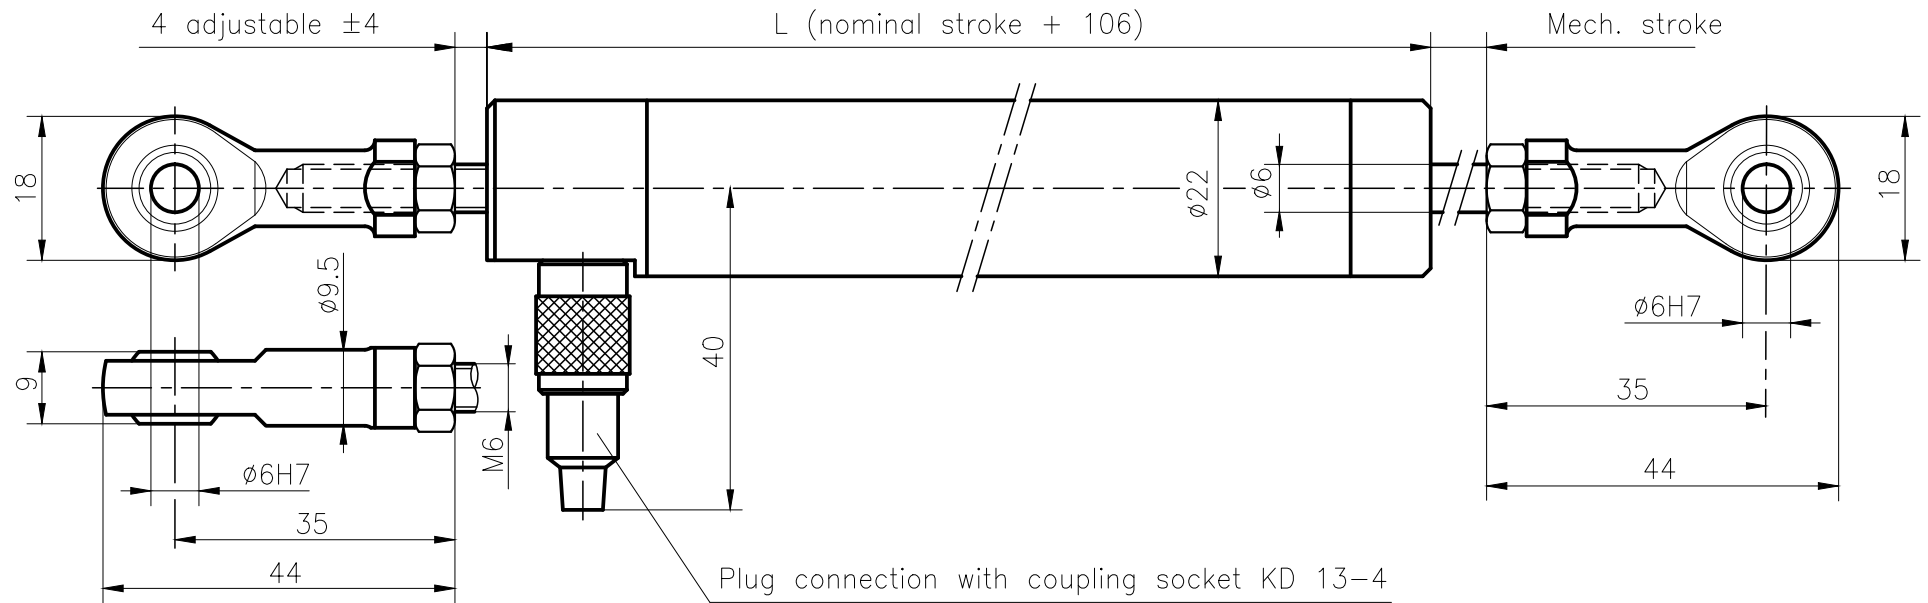 4 adjustable ±4
L (nominal stroke + 106)
Mech. stroke
18
ø9.5
ø22
ø6
18
ø6H7
40
9
M6
ø6H7
35
35
44
44
Plug connection with coupling socket KD 13-4